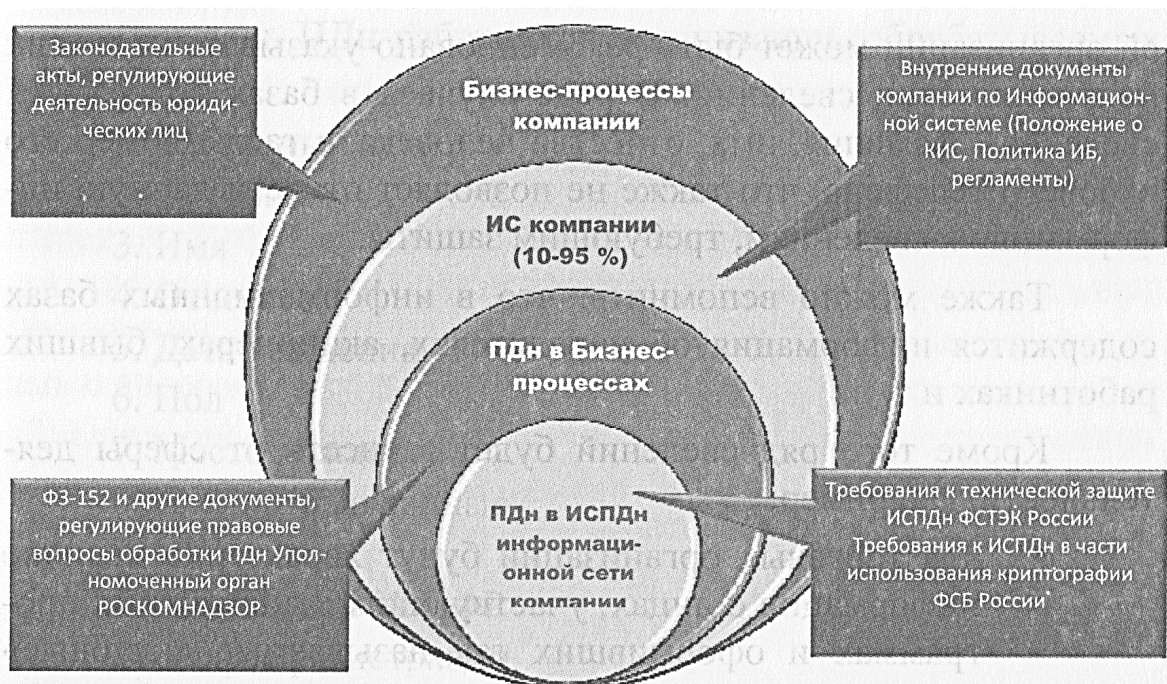 Законодательные
акты, регулирующие
деятельность юриди-
ческих лиц
Бизнес-процессы
компании
Внутренние документы
компании по Информацион-
ной системе (Положение о
КИС, Политика ИБ,
регламенты)
ИС компании
(10-95 %)
ПДн в Бизнес-
процессах
ФЗ-152 и другие документы,
регулирующие правовые
вопросы обработки ПДн Упол-
номоченный орган
РОСКОМНАДЗОР
ПДн в ИСПДн
информаци-
онной сети
компании
Требования к технической защите
ИСПДн ФСТЭК России
Требования к ИСПДн в части
использования криптографии
ФСБ России